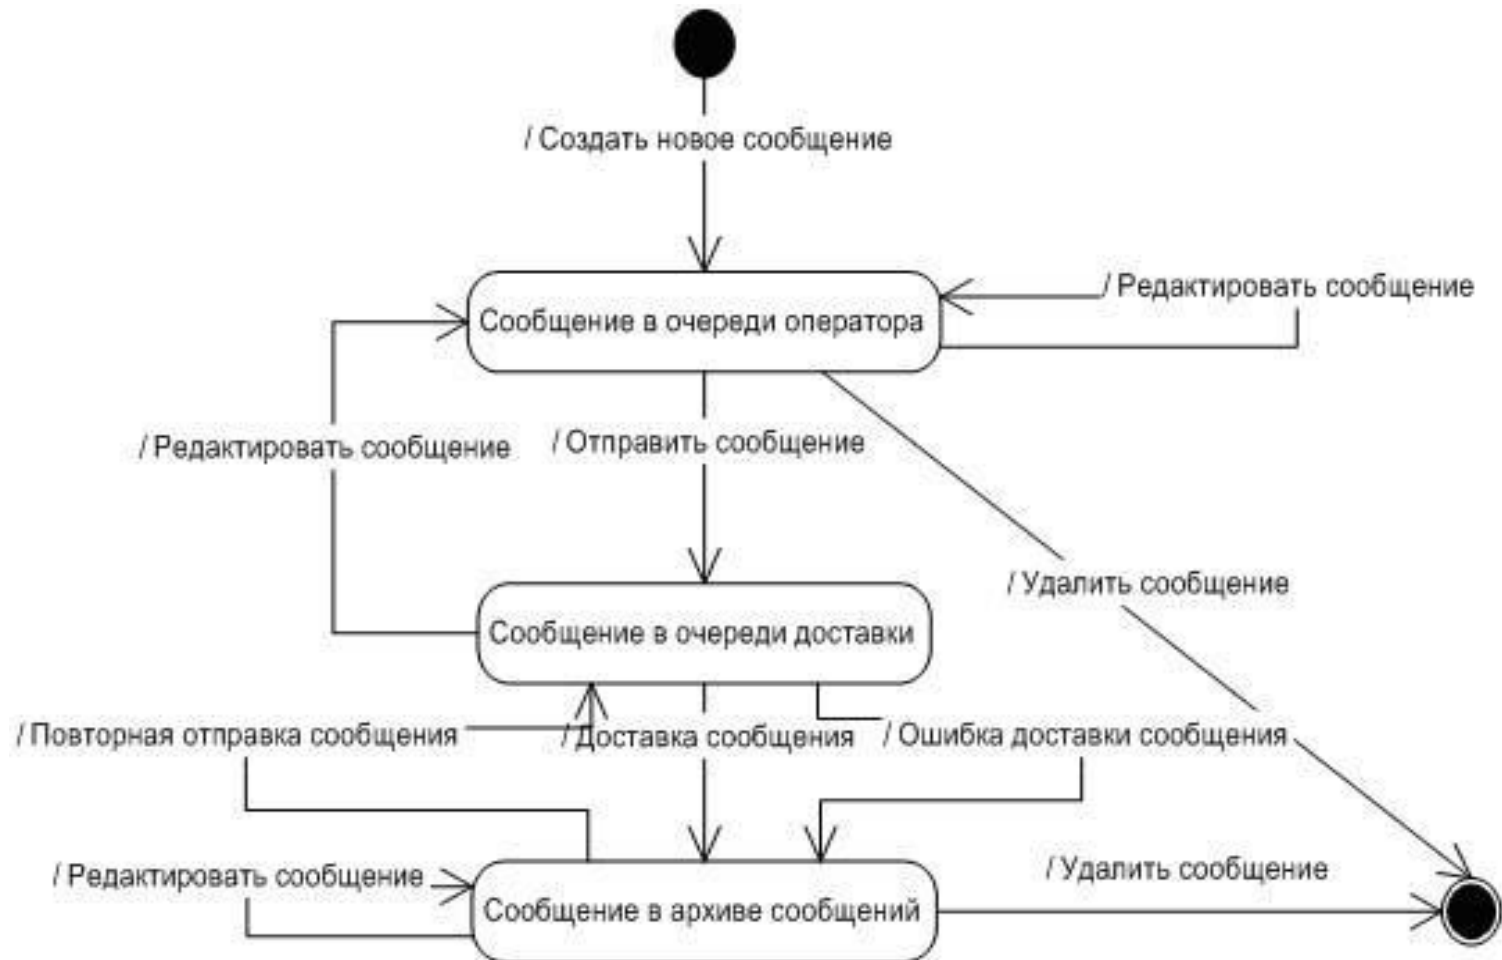 / Создать новое сообщение
/ Редактировать сообщение
Сообщение в очереди оператора
/ Редактировать сообщение
/ Отправить сообщение
/ Удалить сообщение
Сообщение в очереди доставки
/ Повторная отправка сообщения
/ Доставка сообщения
/ Ошибка доставки сообщения
/ Редактировать сообщение
/ Удалить сообщение
Сообщение в архиве сообщений